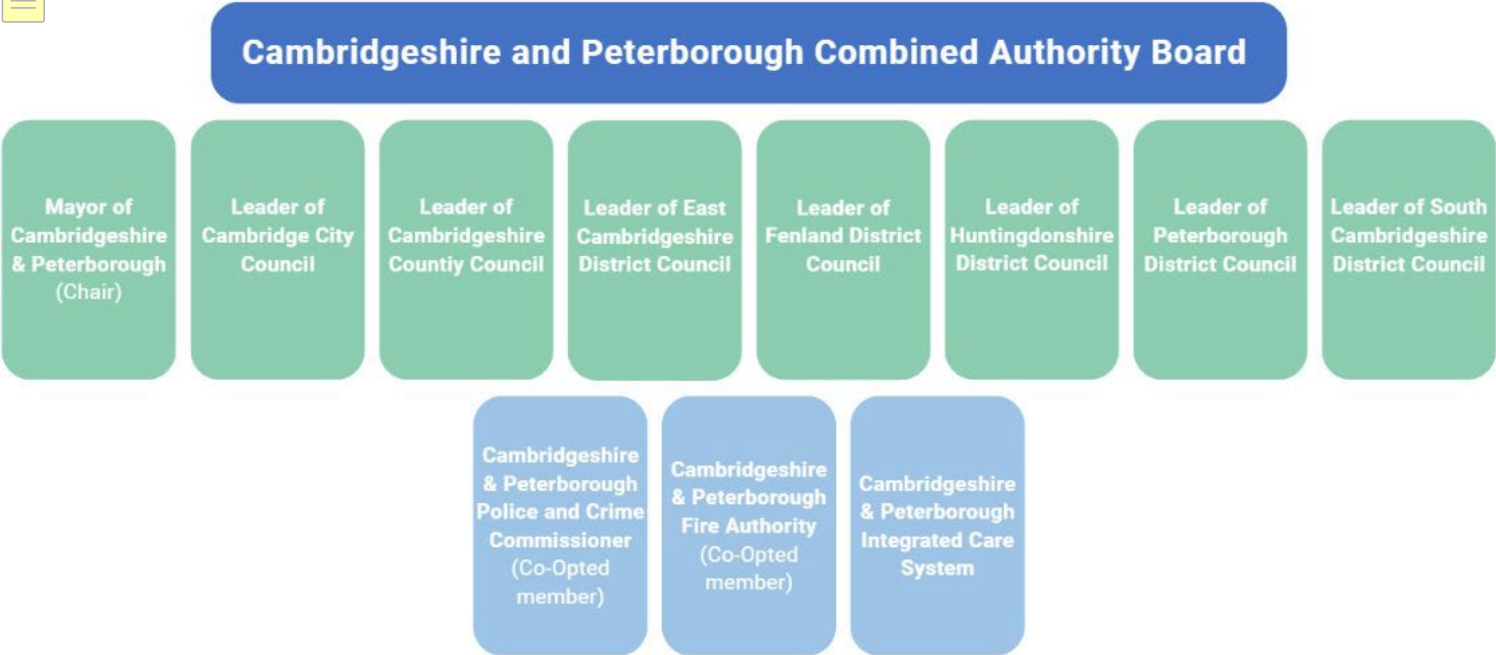 Cambridgeshire and Peterborough Combined Authority Board
Mayor of
Cambridgeshire
& Peterborough
(Chair)
Leader of
Cambridge City
Council
Leader of
Cambridgeshire
Countiy Council
Leader of East
Cambridgeshire
District Council
Leader of
Fenland District
Council
Leader of
Huntingdonshire
District Council
Leader of
Peterborough
District Council
Leader of South
Cambridgeshire
District Council
Cambridgeshire
& Peterborough
Police and Crime
Commissioner
(Co-Opted
member)
Cambridgeshire
& Peterborough
Fire Authority
(Co-Opted
member)
Cambridgeshire
& Peterborough
Integrated Care
System